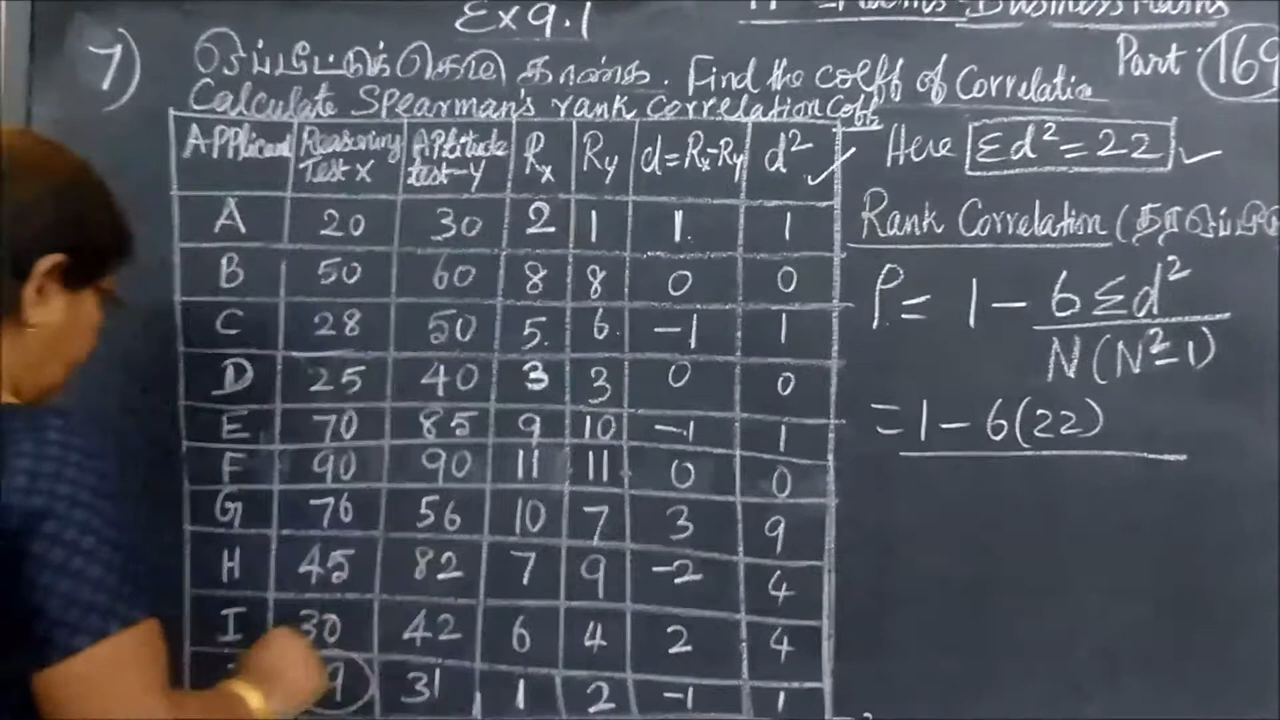 Ex 9.1
Part: 169
7)
காண்க. Find the coeff of Correlatio
Calculate Spearman's rank correlation Coff
Applicant Reasoning Test X Aptitude test-Y Rx Ry d=Rx-Ry d²
A 20 30 2 1 1 1
B 50 60 8 8 0 0
C 28 50 5 6 -1 1
D 25 40 3 3 0 0
E 70 85 9 10 -1 1
F 90 90 11 11 0 0
G 76 56 10 7 3 9
H 45 82 7 9 -2 4
I 30 42 6 4 2 4
9 31 1 2 -1 1
Here Σd²=22
Rank Correlation
ρ = 1 - 6Σd² / N(N²-1)
= 1 - 6(22)